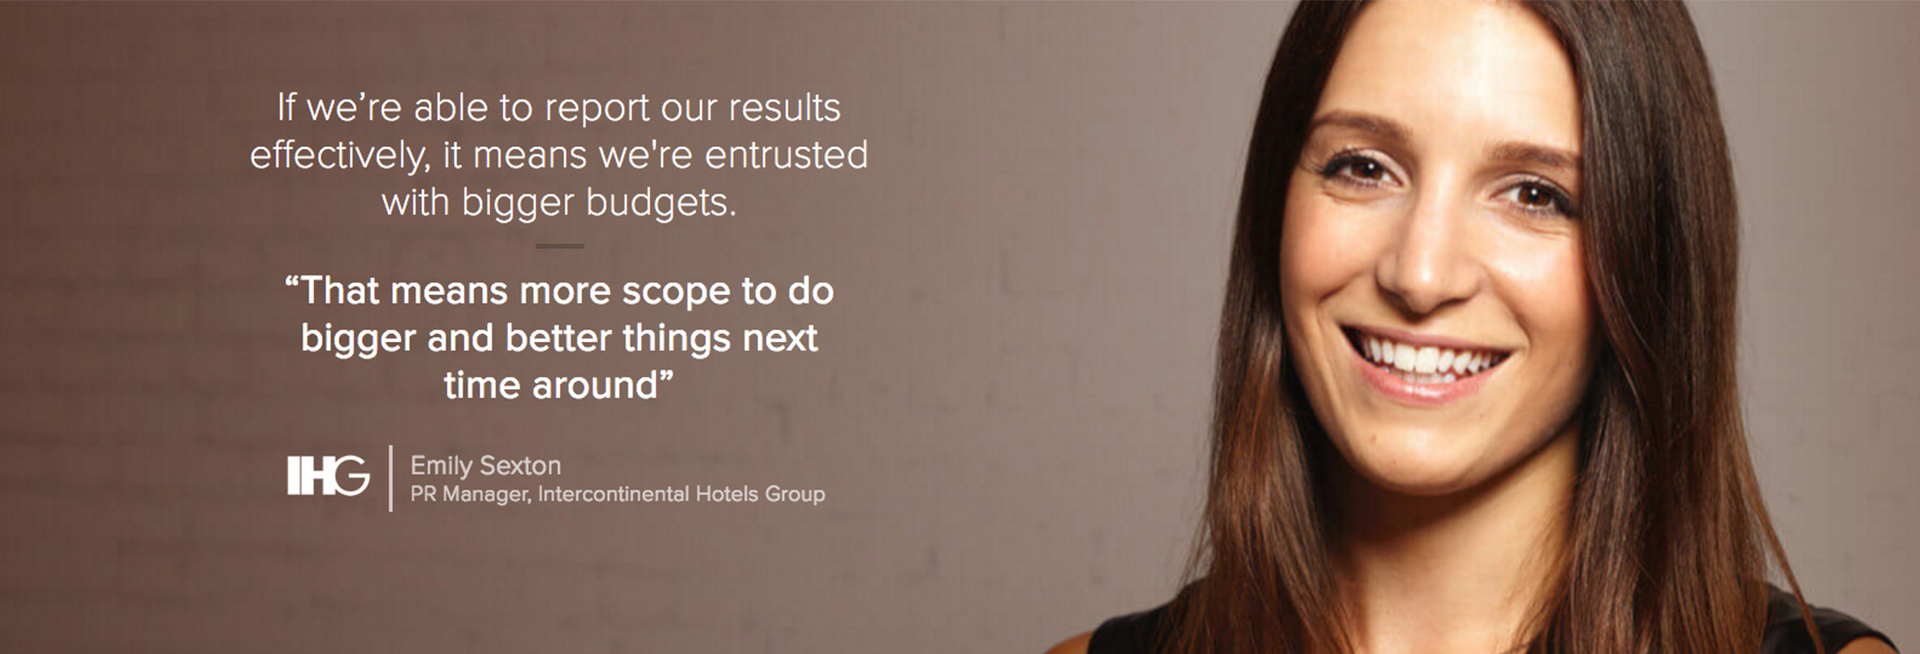 If we’re able to report our results
effectively, it means we're entrusted
with bigger budgets.
“That means more scope to do
bigger and better things next
time around”
IHG
Emily Sexton
PR Manager, Intercontinental Hotels Group